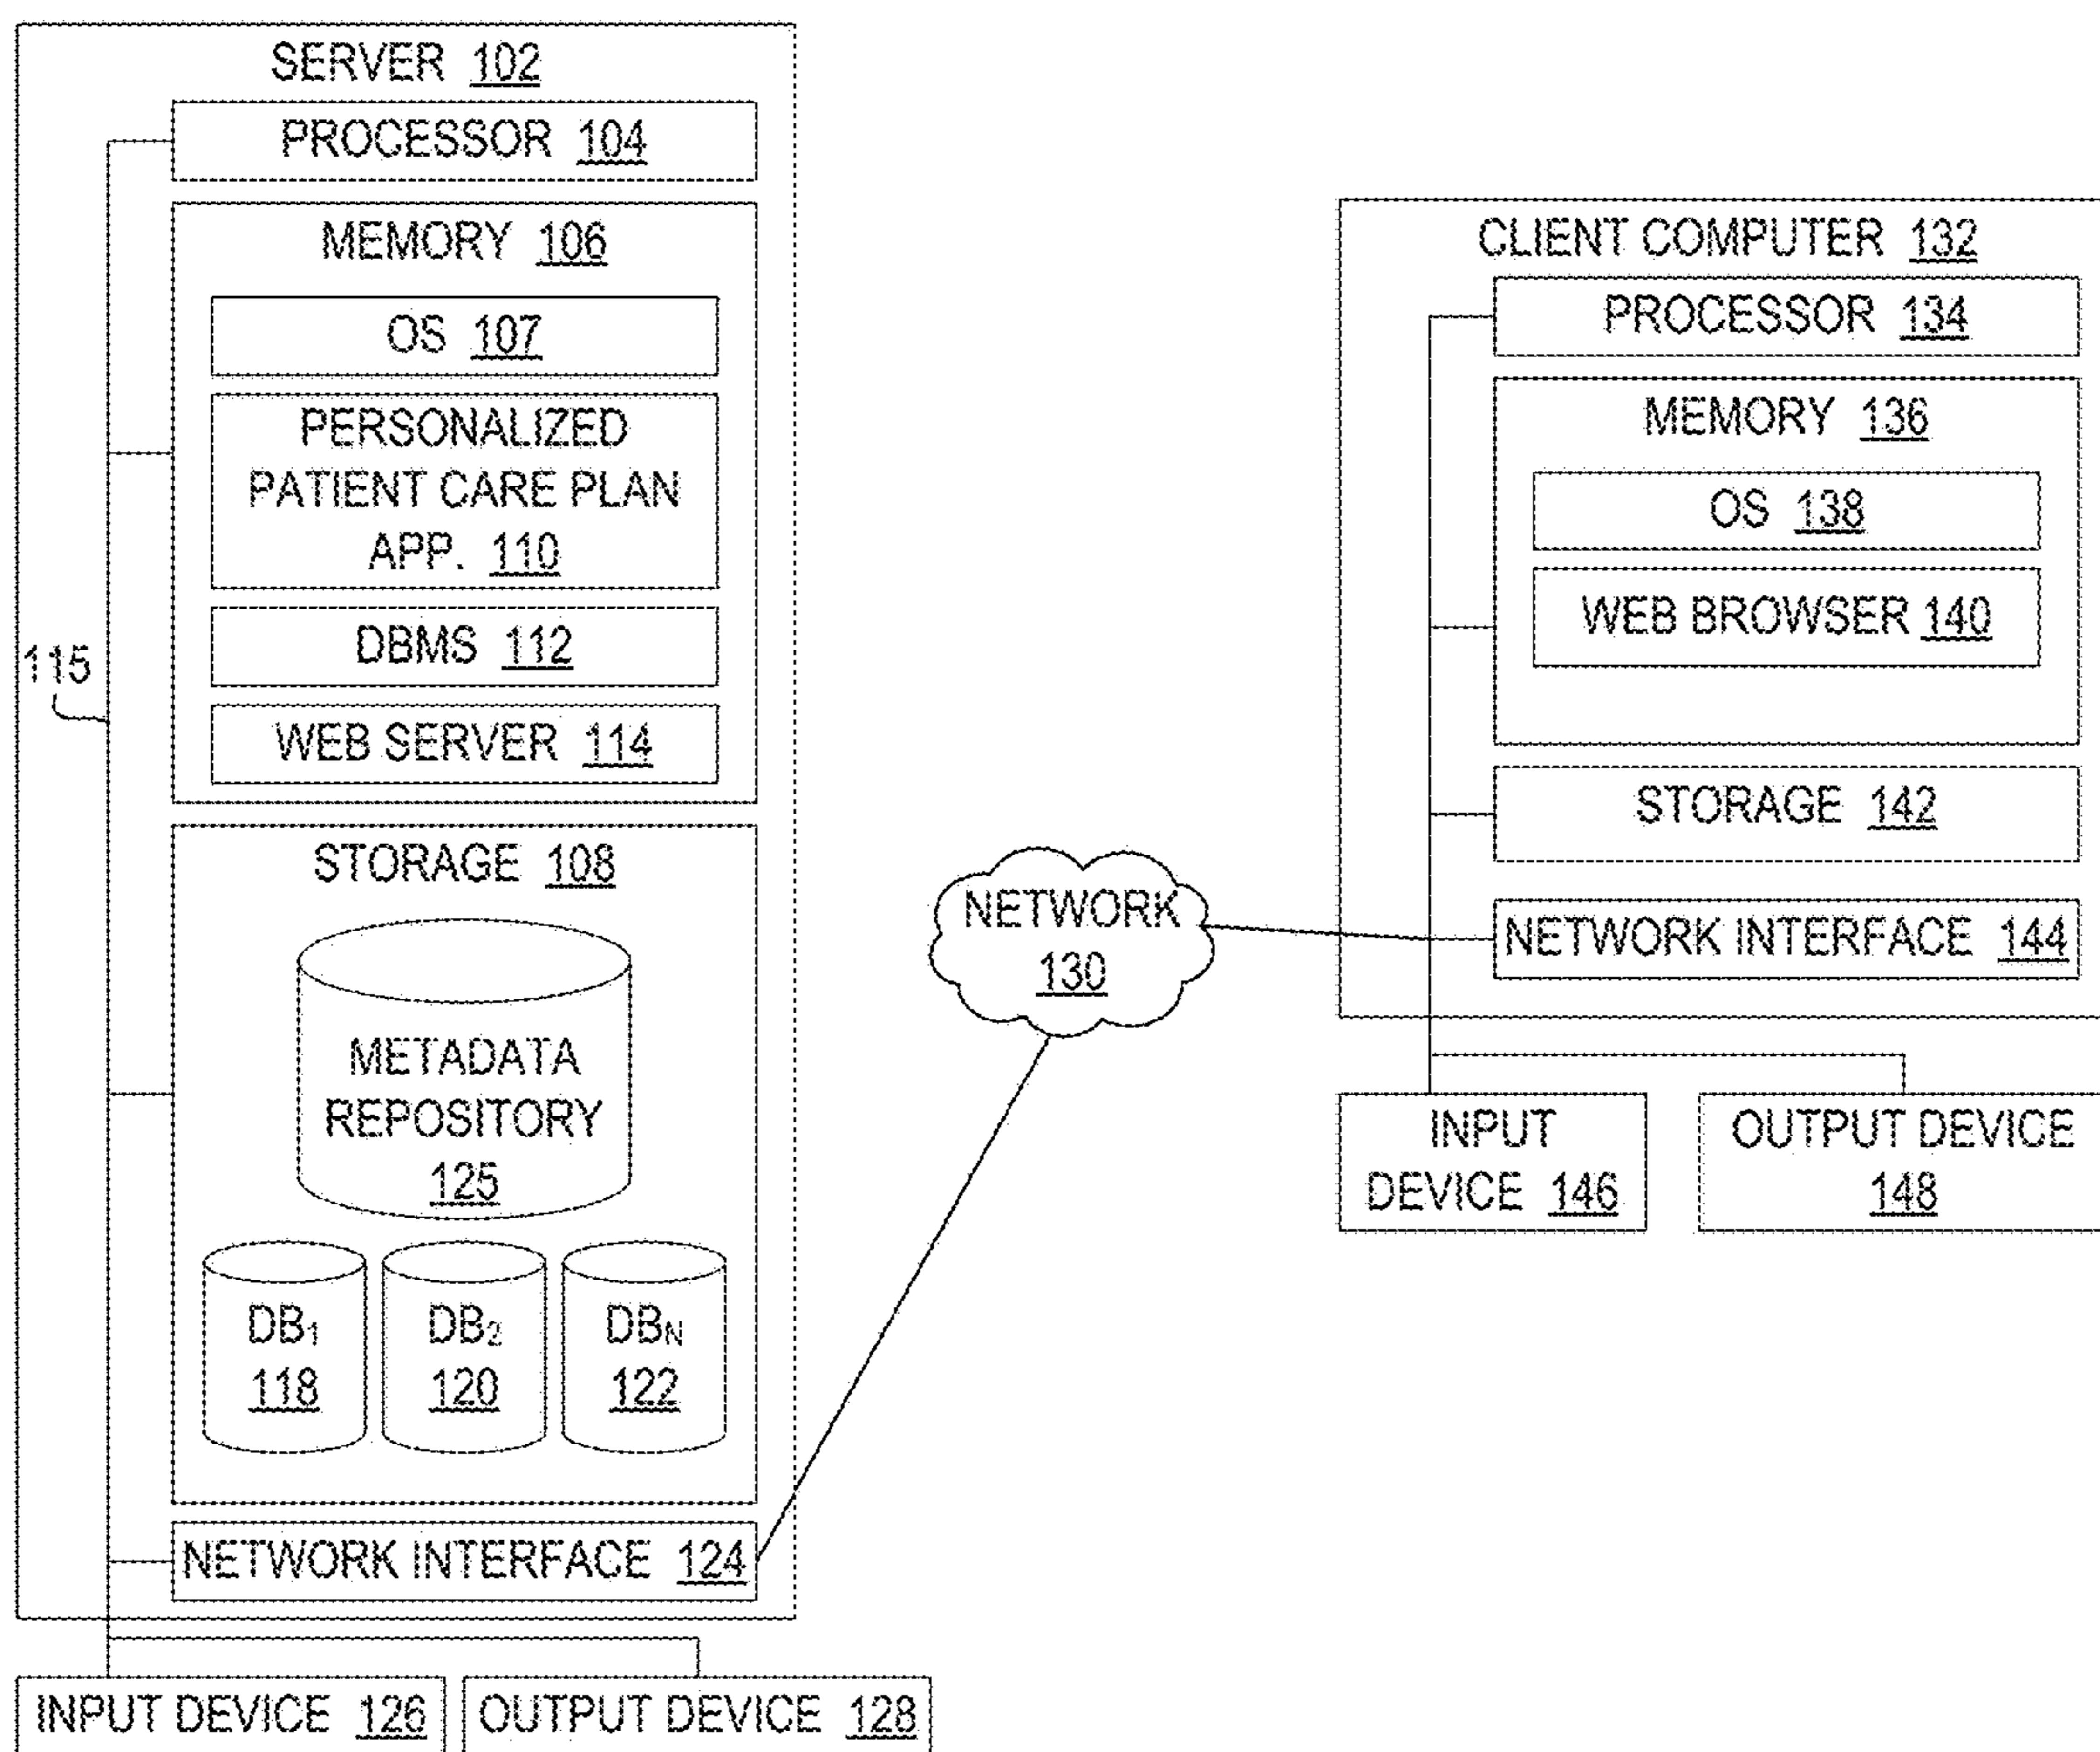 SERVER 102
PROCESSOR 104
MEMORY 106
OS 107
PERSONALIZED
PATIENT CARE PLAN
APP. 110
DBMS 112
WEB SERVER 114
115
STORAGE 108
METADATA
REPOSITORY
125
DB₁
118
DB₂
120
DB_N
122
NETWORK INTERFACE 124
INPUT DEVICE 126
OUTPUT DEVICE 128
NETWORK
130
CLIENT COMPUTER 132
PROCESSOR 134
MEMORY 136
OS 138
WEB BROWSER 140
STORAGE 142
NETWORK INTERFACE 144
INPUT
DEVICE 146
OUTPUT DEVICE
148